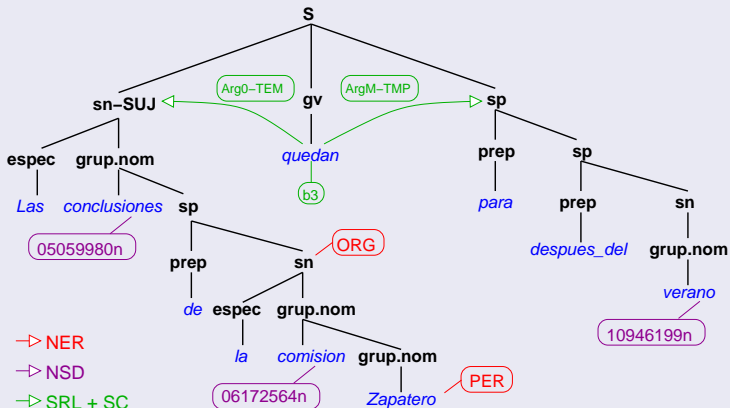 S
Arg0-TEM ArgM-TMP
sn-SUJ gv sp
espec grup.nom quedan prep sp
Las conclusiones sp b3 para prep sn
05059980n ORG
prep sn despues_del grup.nom
de espec grup.nom verano
la comision grup.nom 10946199n
NER
NSD 06172564n Zapatero PER
SRL + SC